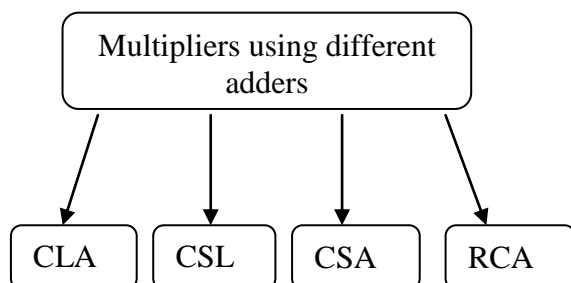 Multipliers using different
adders
CLA
CSL
CSA
RCA